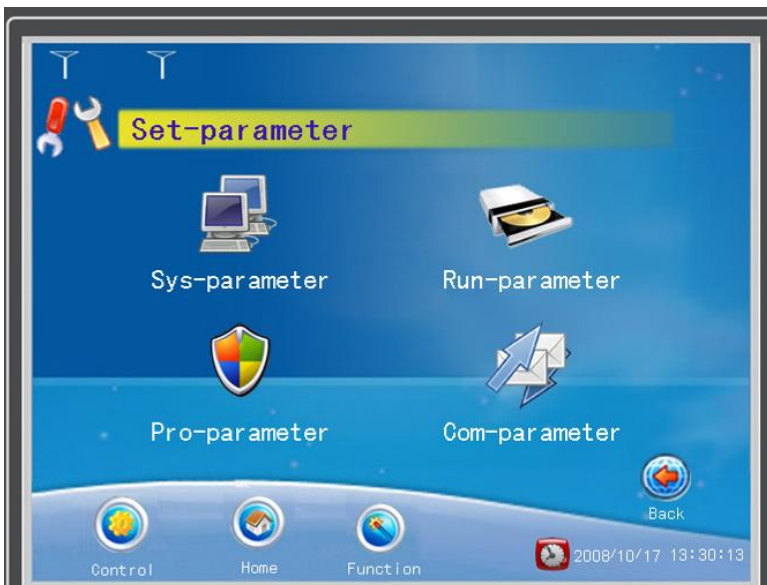 Set-parameter
Sys-parameter
Run-parameter
Pro-parameter
Com-parameter
Back
Control
Home
Function
2008/10/17 13:30:13